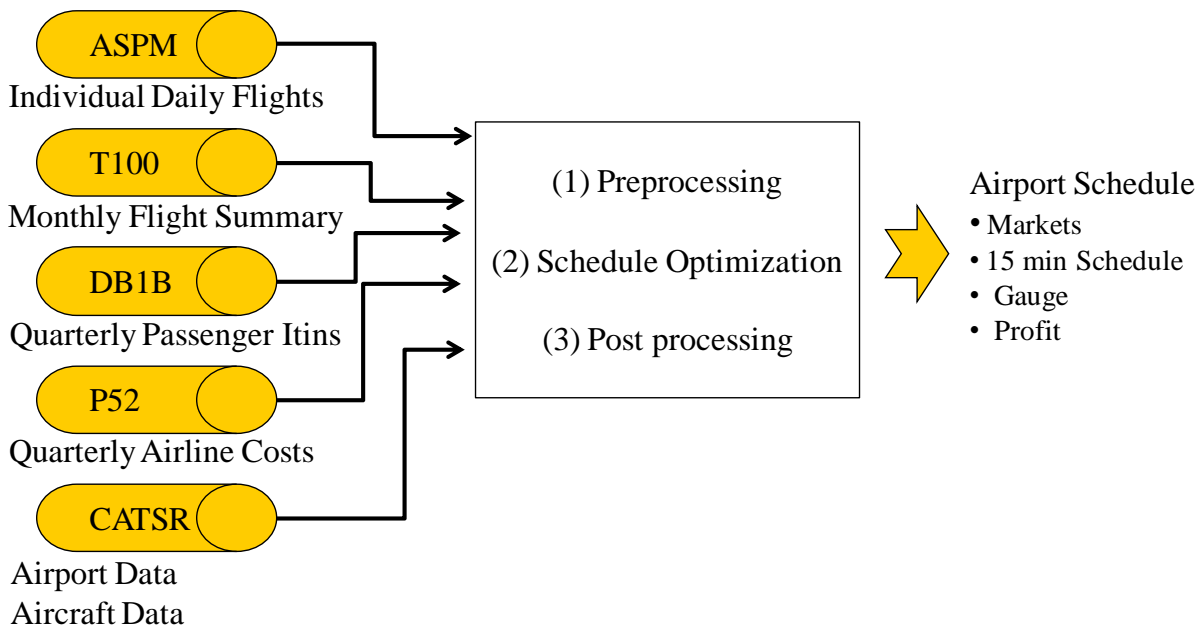 ASPM
Individual Daily Flights
T100
Monthly Flight Summary
DB1B
Quarterly Passenger Itins
P52
Quarterly Airline Costs
CATSR
Airport Data
Aircraft Data
(1) Preprocessing
(2) Schedule Optimization
(3) Post processing
Airport Schedule
• Markets
• 15 min Schedule
• Gauge
• Profit